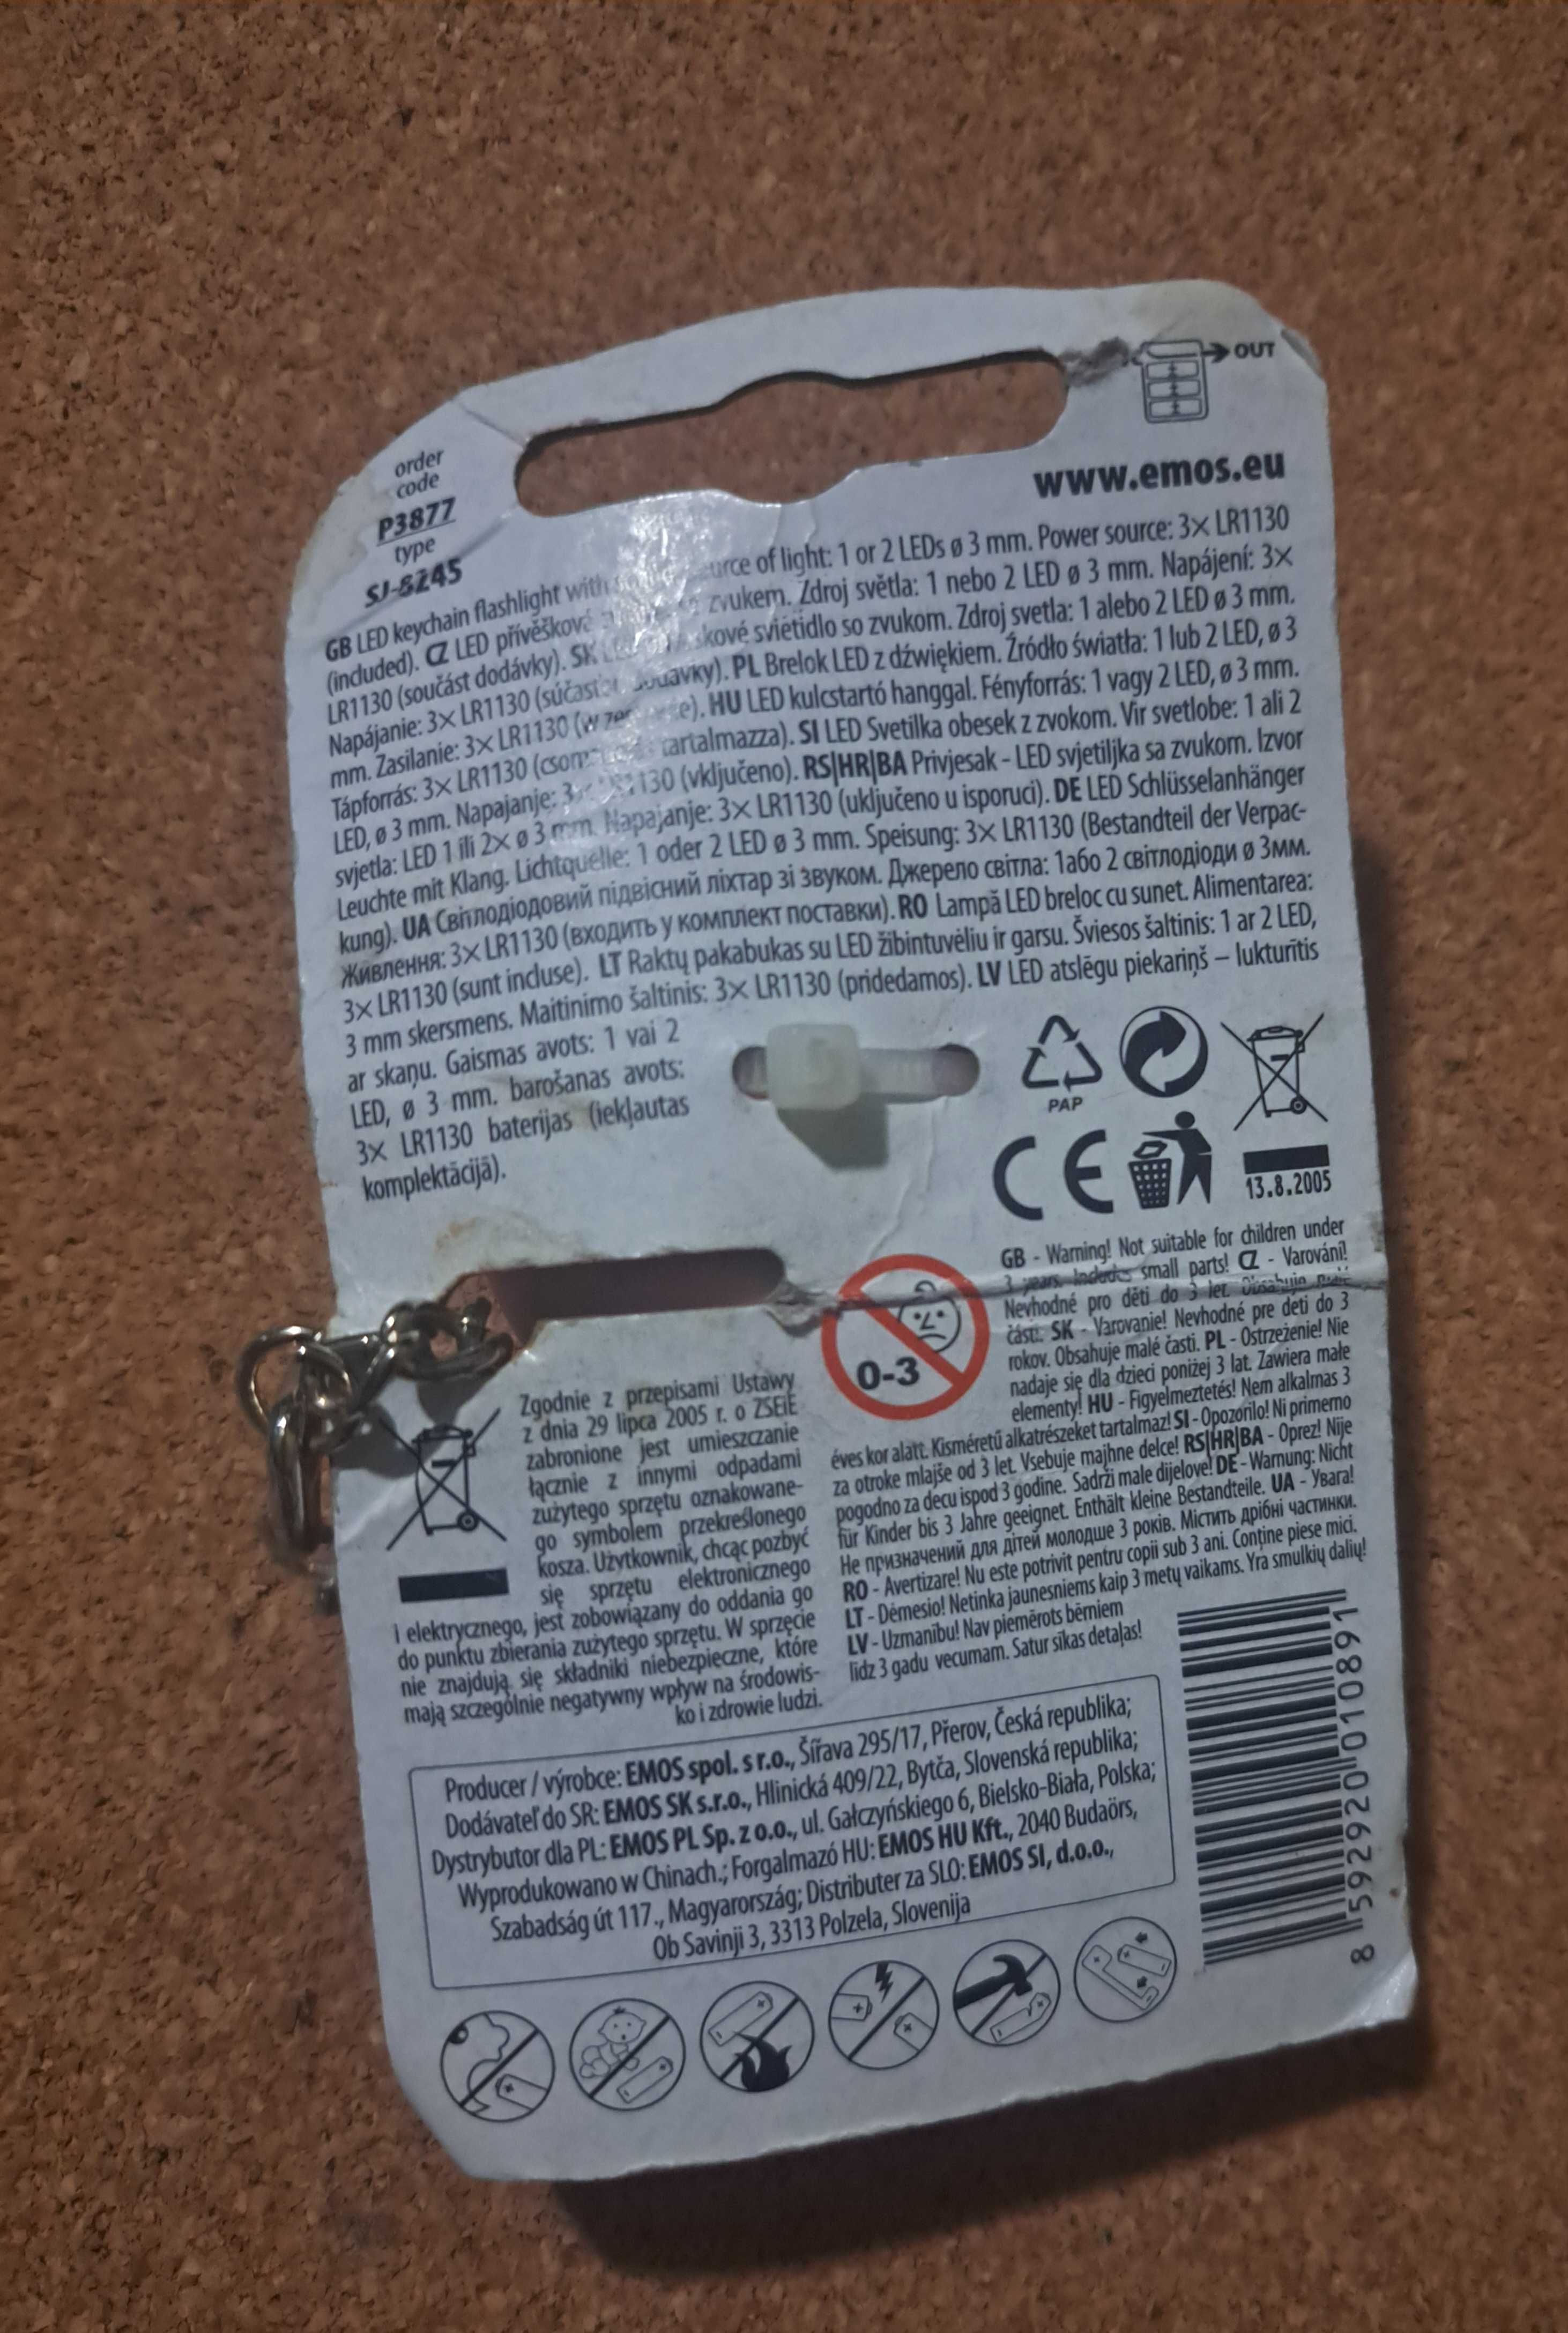 OUT
www.emos.eu
order
code
P3877
type
SJ-6245
GB LED keychain flashlight with of light: 1 or 2 LEDs ø 3 mm. Power source: 3× LR1130
(included). CZ LED přívěškové zvukem. Zdroj světla: 1 nebo 2 LED ø 3 mm. Napájení: 3×
LR1130 (součást dodávky). SK svietidlo so zvukom. Zdroj svetla: 1 alebo 2 LED ø 3 mm.
Napájanie: 3× LR1130 (súčasť dodávky). PL Brelok LED z dźwiękiem. Źródło światła: 1 lub 2 LED, ø 3
mm. Zasilanie: 3× LR1130 (w HU LED kulcstartó hanggal. Fényforrás: 1 vagy 2 LED, ø 3 mm.
Tápforrás: 3× LR1130 tartalmazza). SI LED Svetilka obesek z zvokom. Vir svetlobe: 1 ali 2
LED, ø 3 mm. Napajanje: 3× LR1130 (vključeno). RS|HR|BA Privjesak - LED svjetiljka sa zvukom. Izvor
svjetla: LED 1 ili 2× ø 3 mm. Napajanje: 3× LR1130 (uključeno u isporuci). DE LED Schlüsselanhänger
Leuchte mit Klang. Lichtquelle: 1 oder 2 LED ø 3 mm. Speisung: 3× LR1130 (Bestandteil der Verpac-
kung). UA Світлодіодовий підвісний ліхтар зі звуком. Джерело світла: 1або 2 світлодіоди ø 3мм.
Живлення: 3× LR1130 (входить у комплект поставки). RO Lampă LED breloc cu sunet. Alimentarea:
3× LR1130 (sunt incluse). LT Raktų pakabukas su LED žibintuvėliu ir garsu. Šviesos šaltinis: 1 ar 2 LED,
3 mm skersmens. Maitinimo šaltinis: 3× LR1130 (pridedamos). LV LED atslēgu piekariņš – lukturītis
ar skaņu. Gaismas avots: 1 vai 2
LED, ø 3 mm. barošanas avots:
3× LR1130 baterijas (iekļautas
komplektācijā).
PAP
CE
13.8.2005
0-3
GB - Warning! Not suitable for children under
3 years. Includes small parts! CZ - Varování!
Nevhodné pro děti do 3 let. Obsahuje malé
části. SK - Varovanie! Nevhodné pre deti do 3
rokov. Obsahuje malé časti. PL - Ostrzeżenie! Nie
nadaje się dla dzieci poniżej 3 lat. Zawiera małe
elementy! HU - Figyelmeztetés! Nem alkalmas 3
éves kor alatt. Kisméretű alkatrészeket tartalmaz! SI - Opozorilo! Ni primerno
za otroke mlajše od 3 let. Vsebuje majhne delce! RS|HR|BA - Oprez! Nije
pogodno za decu ispod 3 godine. Sadrži male dijelove! DE - Warnung: Nicht
für Kinder bis 3 Jahre geeignet. Enthält kleine Bestandteile. UA - Увага!
Не призначений для дітей молодше 3 років. Містить дрібні частинки.
RO - Avertizare! Nu este potrivit pentru copii sub 3 ani. Conține piese mici.
LT - Dėmesio! Netinka jaunesniems kaip 3 metų vaikams. Yra smulkių dalių!
LV - Uzmanību! Nav piemērots bērniem
līdz 3 gadu vecumam. Satur sīkas detaļas!
Zgodnie z przepisami Ustawy
z dnia 29 lipca 2005 r. o ZSEiE
zabronione jest umieszczanie
łącznie z innymi odpadami
zużytego sprzętu oznakowane-
go symbolem przekreślonego
kosza. Użytkownik, chcąc pozbyć
się sprzętu elektronicznego
i elektrycznego, jest zobowiązany do oddania go
do punktu zbierania zużytego sprzętu. W sprzęcie
nie znajdują się składniki niebezpieczne, które
mają szczególnie negatywny wpływ na środowis-
ko i zdrowie ludzi.
Producer / výrobce: EMOS spol. s r.o., Šířava 295/17, Přerov, Česká republika;
Dodávateľ do SR: EMOS SK s.r.o., Hlinická 409/22, Bytča, Slovenská republika;
Dystrybutor dla PL: EMOS PL Sp. z o.o., ul. Gałczyńskiego 6, Bielsko-Biała, Polska;
Wyprodukowano w Chinach.; Forgalmazó HU: EMOS HU Kft., 2040 Budaörs,
Szabadság út 117., Magyarország; Distributer za SLO: EMOS SI, d.o.o.,
Ob Savinji 3, 3313 Polzela, Slovenija
8 592920 010891